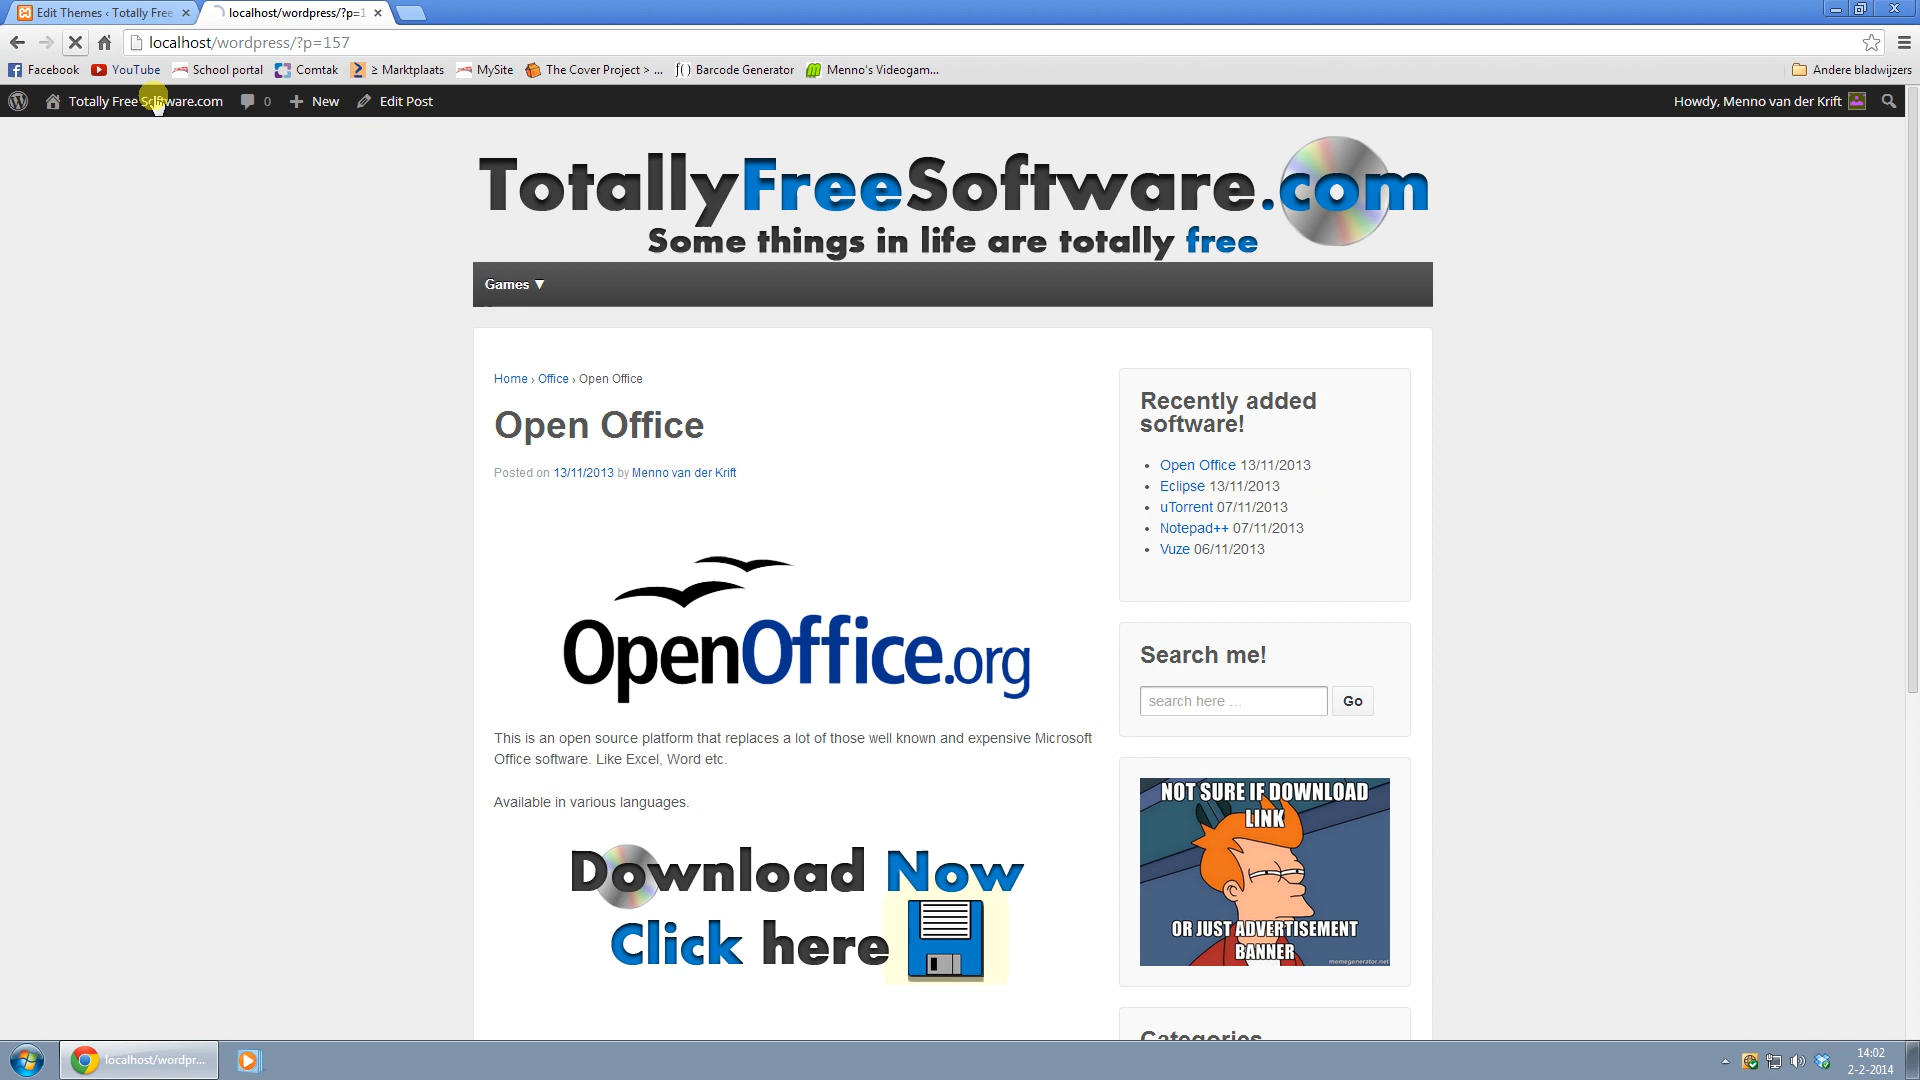 Edit Themes ‹ Totally Free
localhost/wordpress/?p=1
localhost/wordpress/?p=157
Facebook
YouTube
School portal
Comtak
≥ Marktplaats
MySite
The Cover Project > ...
f() Barcode Generator
Menno's Videogam...
Andere bladwijzers
Totally Free Software.com
0
New
Edit Post
Howdy, Menno van der Krift
TotallyFreeSoftware.com
Some things in life are totally free
Games ▼
Home › Office › Open Office
Open Office
Posted on 13/11/2013 by Menno van der Krift
OpenOffice.org
This is an open source platform that replaces a lot of those well known and expensive Microsoft
Office software. Like Excel, Word etc.
Available in various languages.
Download Now
Click here
Recently added
software!
Open Office 13/11/2013
Eclipse 13/11/2013
uTorrent 07/11/2013
Notepad++ 07/11/2013
Vuze 06/11/2013
Search me!
search here …
Go
NOT SURE IF DOWNLOAD
LINK
OR JUST ADVERTISEMENT
BANNER
memegenerator.net
Categories
localhost/wordpr...
14:02
2-2-2014